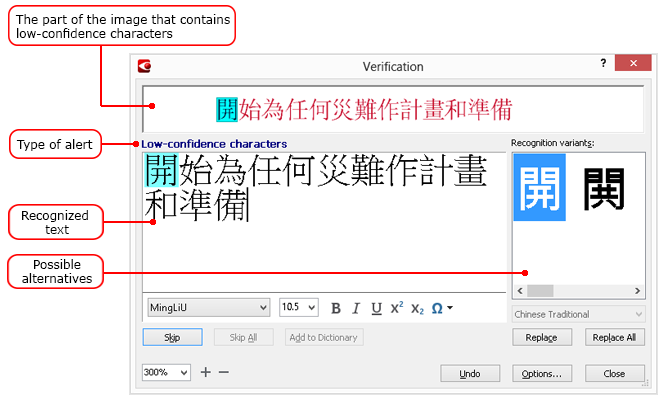 The part of the image that contains
low-confidence characters
Verification
?
開始為任何災難作計畫和準備
Type of alert
Low-confidence characters
Recognition variants:
開始為任何災難作計畫
和準備
開 閧
Recognized
text
Possible
alternatives
MingLiU
10.5
B I U X² X₂ Ω
Chinese Traditional
Skip
Skip All
Add to Dictionary
Replace
Replace All
300%
Undo
Options...
Close